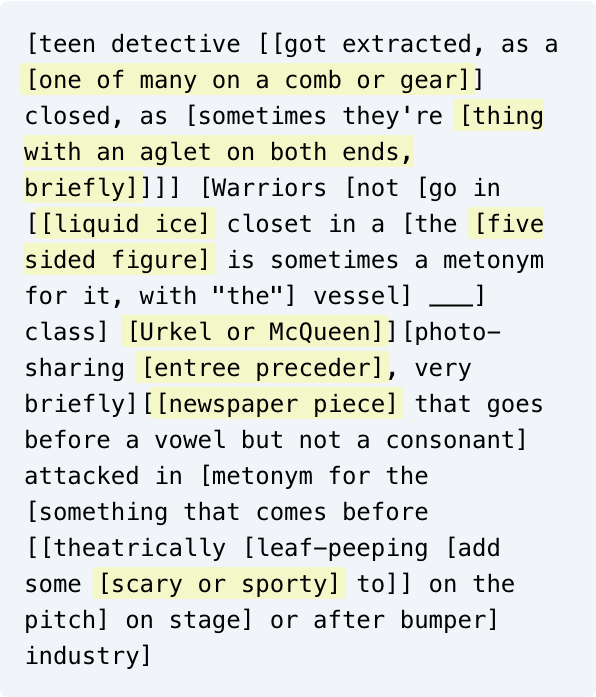 [teen detective [[got extracted, as a
[one of many on a comb or gear]]
closed, as [sometimes they're [thing
with an aglet on both ends,
briefly]]]] [Warriors [not [go in
[[liquid ice] closet in a [the [five
sided figure] is sometimes a metonym
for it, with "the"] vessel] ___]
class] [Urkel or McQueen]][photo-
sharing [entree preceder], very
briefly][[newspaper piece] that goes
before a vowel but not a consonant]
attacked in [metonym for the
[something that comes before
[[theatrically [leaf-peeping [add
some [scary or sporty] to]] on the
pitch] on stage] or after bumper]
industry]